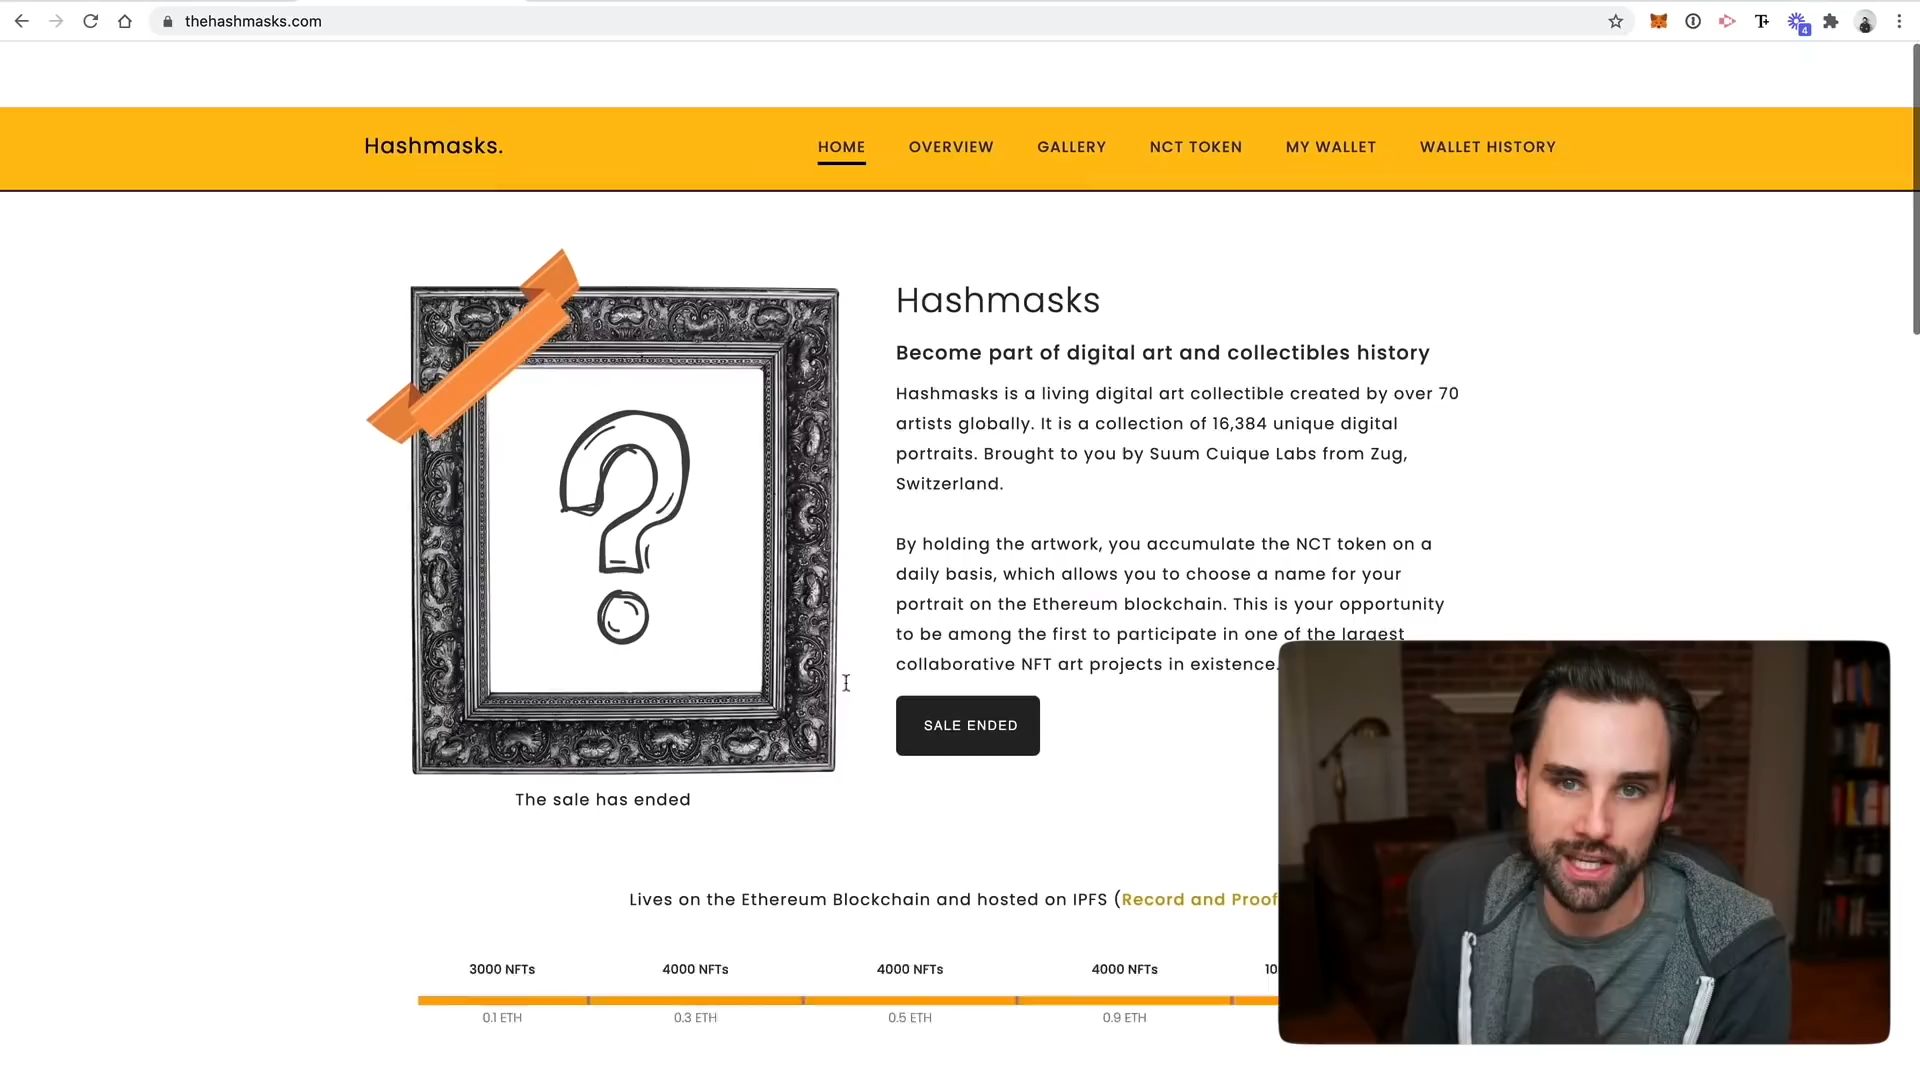 thehashmasks.com
4
Hashmasks.
HOME OVERVIEW GALLERY NCT TOKEN MY WALLET WALLET HISTORY
Hashmasks
Become part of digital art and collectibles history
Hashmasks is a living digital art collectible created by over 70
artists globally. It is a collection of 16,384 unique digital
portraits. Brought to you by Suum Cuique Labs from Zug,
Switzerland.
By holding the artwork, you accumulate the NCT token on a
daily basis, which allows you to choose a name for your
portrait on the Ethereum blockchain. This is your opportunity
to be among the first to participate in one of the largest
collaborative NFT art projects in existence.
SALE ENDED
The sale has ended
Lives on the Ethereum Blockchain and hosted on IPFS (Record and Proof
3000 NFTs 4000 NFTs 4000 NFTs 4000 NFTs 10
0.1 ETH 0.3 ETH 0.5 ETH 0.9 ETH